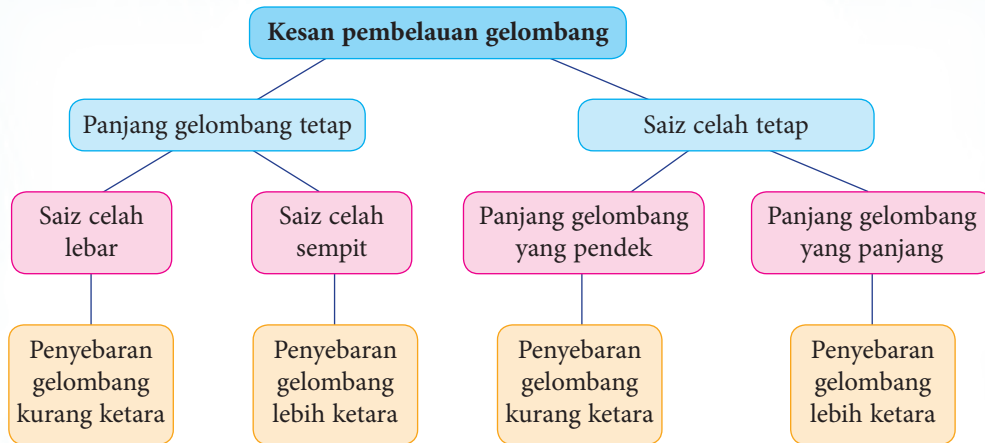 Kesan pembelauan gelombang
Panjang gelombang tetap
Saiz celah tetap
Saiz celah
lebar
Saiz celah
sempit
Panjang gelombang
yang pendek
Panjang gelombang
yang panjang
Penyebaran
gelombang
kurang ketara
Penyebaran
gelombang
lebih ketara
Penyebaran
gelombang
kurang ketara
Penyebaran
gelombang
lebih ketara